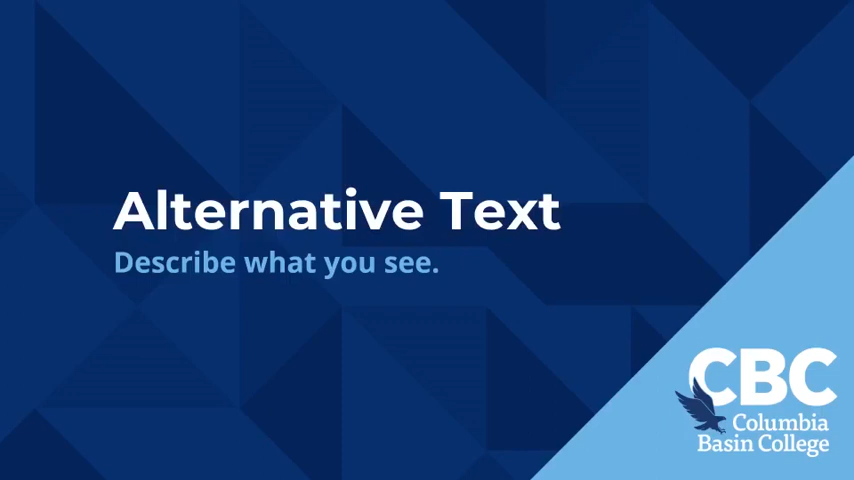 Alternative Text
Describe what you see.
CBC
Columbia
Basin College